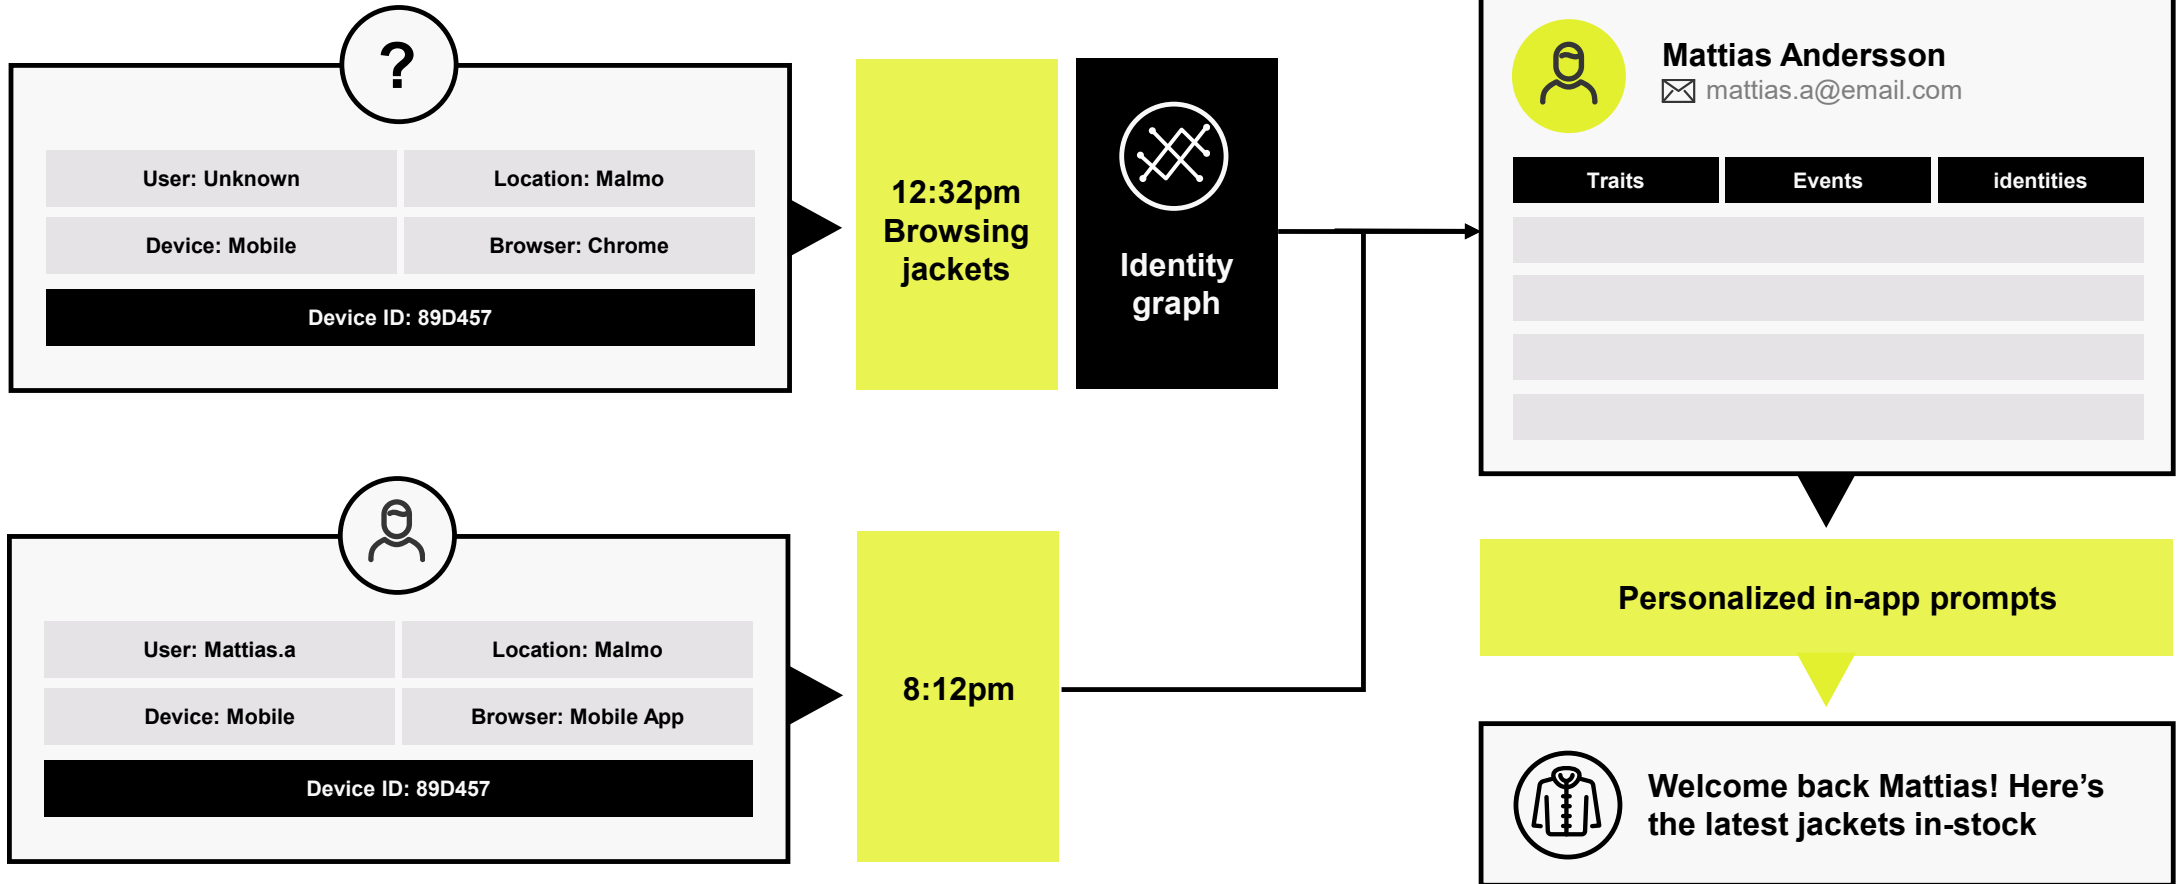 ?
User: Unknown
Location: Malmo
Device: Mobile
Browser: Chrome
Device ID: 89D457
12:32pm
Browsing
jackets
Identity
graph
User: Mattias.a
Location: Malmo
Device: Mobile
Browser: Mobile App
Device ID: 89D457
8:12pm
Mattias Andersson
mattias.a@email.com
Traits
Events
identities
Personalized in-app prompts
Welcome back Mattias! Here’s
the latest jackets in-stock